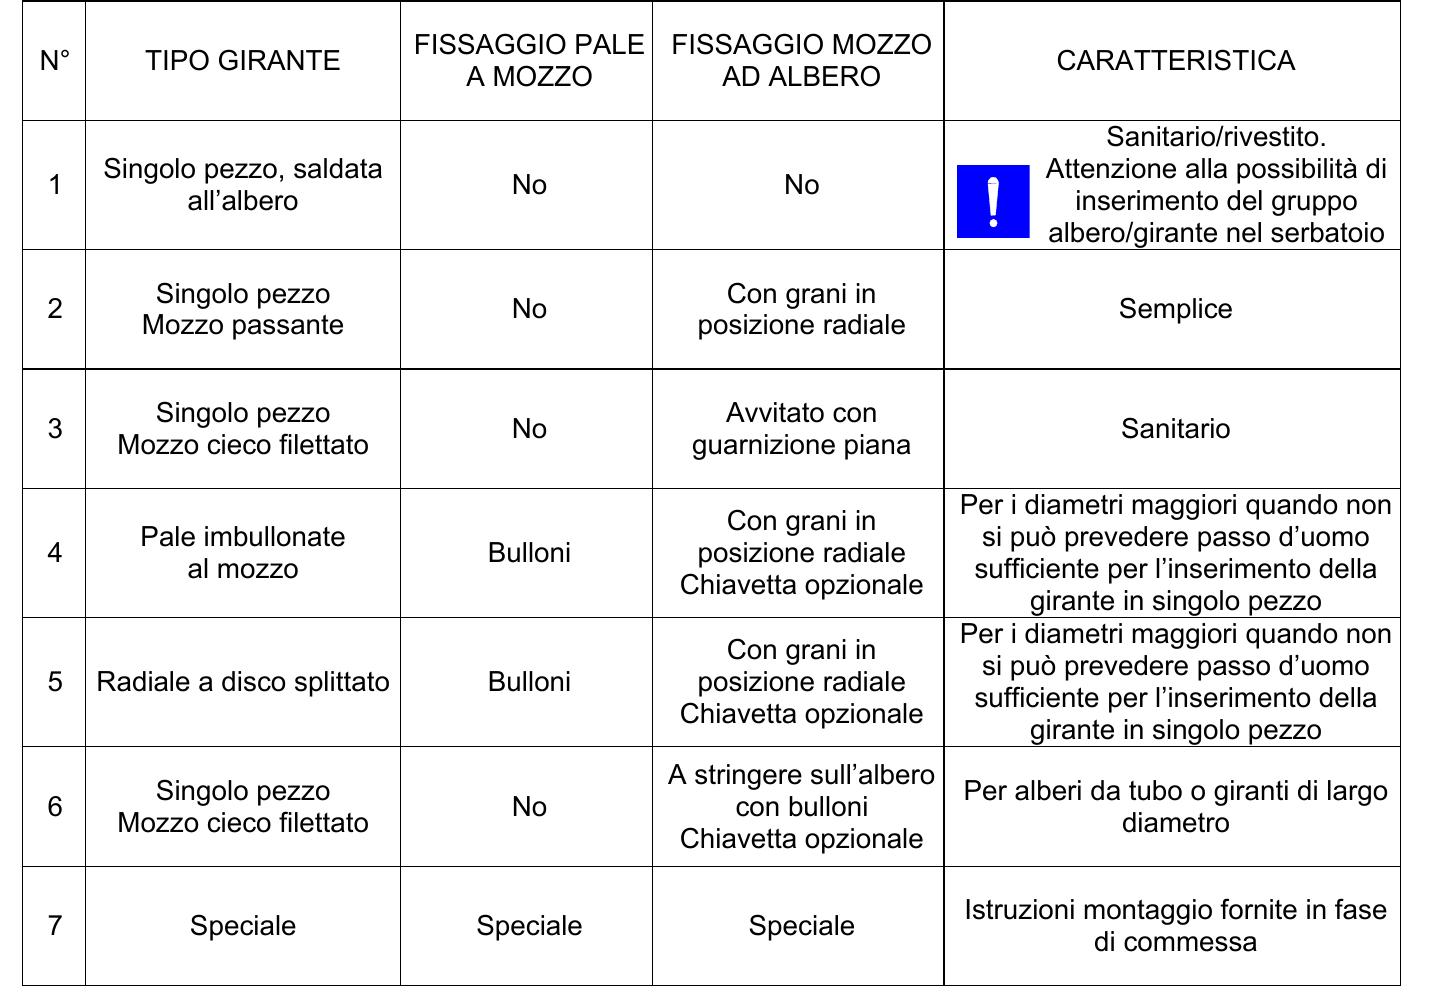 N°
TIPO GIRANTE
FISSAGGIO PALE
A MOZZO
FISSAGGIO MOZZO
AD ALBERO
CARATTERISTICA
1
Singolo pezzo, saldata
all’albero
No
No
Sanitario/rivestito.
Attenzione alla possibilità di
inserimento del gruppo
albero/girante nel serbatoio
2
Singolo pezzo
Mozzo passante
No
Con grani in
posizione radiale
Semplice
3
Singolo pezzo
Mozzo cieco filettato
No
Avvitato con
guarnizione piana
Sanitario
4
Pale imbullonate
al mozzo
Bulloni
Con grani in
posizione radiale
Chiavetta opzionale
Per i diametri maggiori quando non
si può prevedere passo d’uomo
sufficiente per l’inserimento della
girante in singolo pezzo
5
Radiale a disco splittato
Bulloni
Con grani in
posizione radiale
Chiavetta opzionale
Per i diametri maggiori quando non
si può prevedere passo d’uomo
sufficiente per l’inserimento della
girante in singolo pezzo
6
Singolo pezzo
Mozzo cieco filettato
No
A stringere sull’albero
con bulloni
Chiavetta opzionale
Per alberi da tubo o giranti di largo
diametro
7
Speciale
Speciale
Speciale
Istruzioni montaggio fornite in fase
di commessa